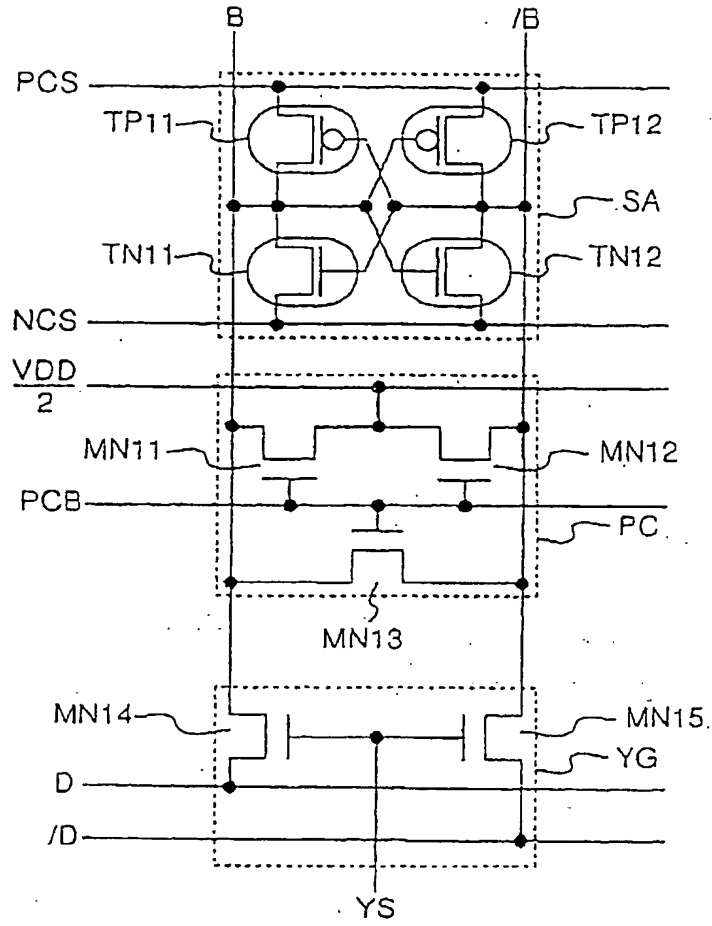 B /B
PCS
TP11 TP12
SA
TN11 TN12
NCS
VDD
2
MN11 MN12
PCB
PC
MN13
MN14 MN15
YG
D
/D
YS